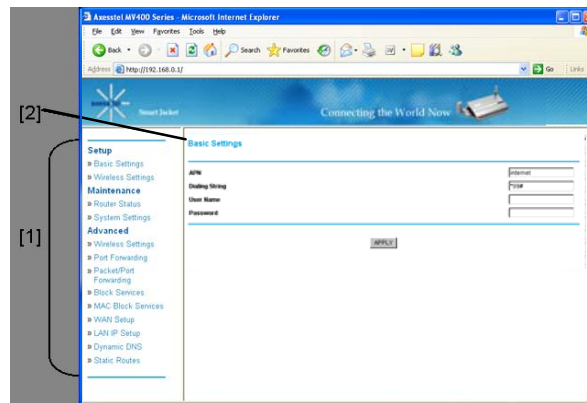 Axesstel MV400 Series - Microsoft Internet Explorer
File Edit View Favorites Tools Help
Back Search Favorites
Address http://192.168.0.1/ Go Links
Smart Jacket
Connecting the World Now
[2]
[1]
Setup
» Basic Settings
» Wireless Settings
Maintenance
» Router Status
» System Settings
Advanced
» Wireless Settings
» Port Forwarding
» Packet/Port
Forwarding
» Block Services
» MAC Block Services
» WAN Setup
» LAN IP Setup
» Dynamic DNS
» Static Routes
Basic Settings
APN internet
Dialing String
User Name
Password
APPLY